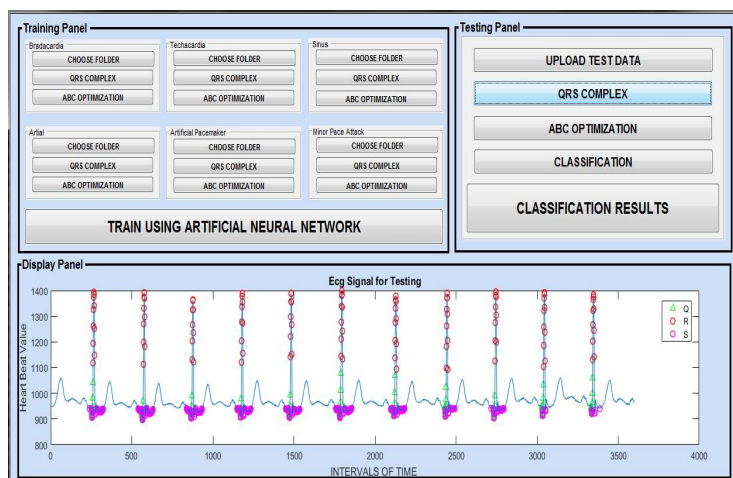 Training Panel
Bradacardia
CHOOSE FOLDER
QRS COMPLEX
ABC OPTIMIZATION
Techacardia
CHOOSE FOLDER
QRS COMPLEX
ABC OPTIMIZATION
Sinus
CHOOSE FOLDER
QRS COMPLEX
ABC OPTIMIZATION
Artial
CHOOSE FOLDER
QRS COMPLEX
ABC OPTIMIZATION
Artificial Pacemaker
CHOOSE FOLDER
QRS COMPLEX
ABC OPTIMIZATION
Minor Pace Attack
CHOOSE FOLDER
QRS COMPLEX
ABC OPTIMIZATION
TRAIN USING ARTIFICIAL NEURAL NETWORK
Testing Panel
UPLOAD TEST DATA
QRS COMPLEX
ABC OPTIMIZATION
CLASSIFICATION
CLASSIFICATION RESULTS
Display Panel
Ecg Signal for Testing
Heart Beat Value
1400
1300
1200
1100
1000
900
800
Q
R
S
0 500 1000 1500 2000 2500 3000 3500 4000
INTERVALS OF TIME